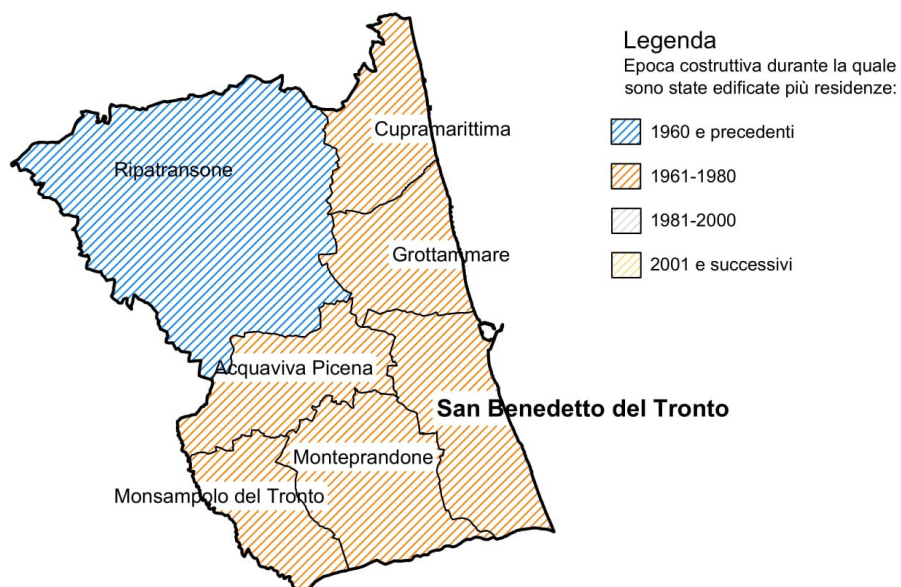 Legenda
Epoca costruttiva durante la quale
sono state edificate più residenze:
1960 e precedenti
1961-1980
1981-2000
2001 e successivi
Cupramarittima
Ripatransone
Grottammare
Acquaviva Picena
San Benedetto del Tronto
Monteprandone
Monsampolo del Tronto